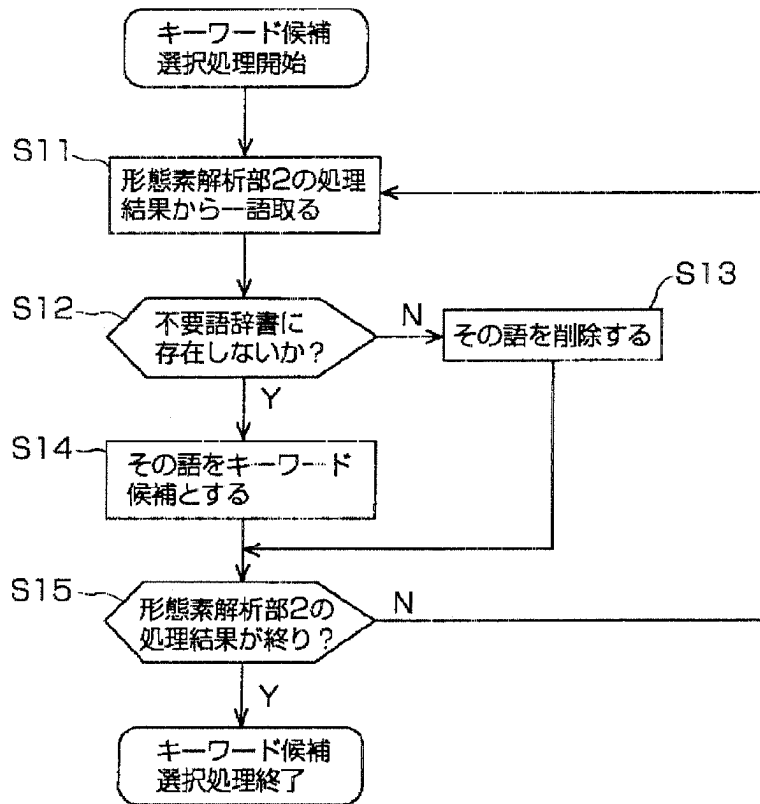 キーワード候補
選択処理開始
S11
形態素解析部2の処理
結果から一語取る
S12
不要語辞書に
存在しないか？
N
S13
その語を削除する
Y
S14
その語をキーワード
候補とする
S15
形態素解析部2の
処理結果が終り？
N
Y
キーワード候補
選択処理終了